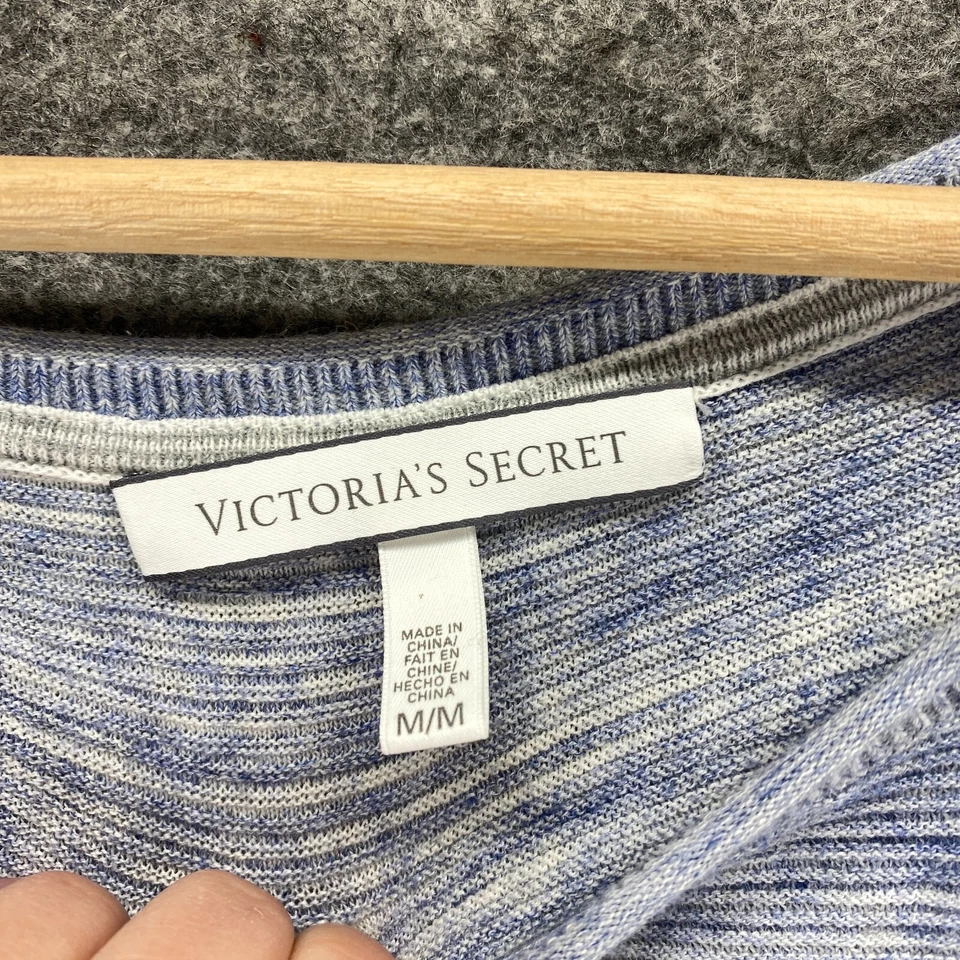 VICTORIA'S SECRET
MADE IN
CHINA/
FAIT EN
CHINE/
HECHO EN
CHINA
M/M